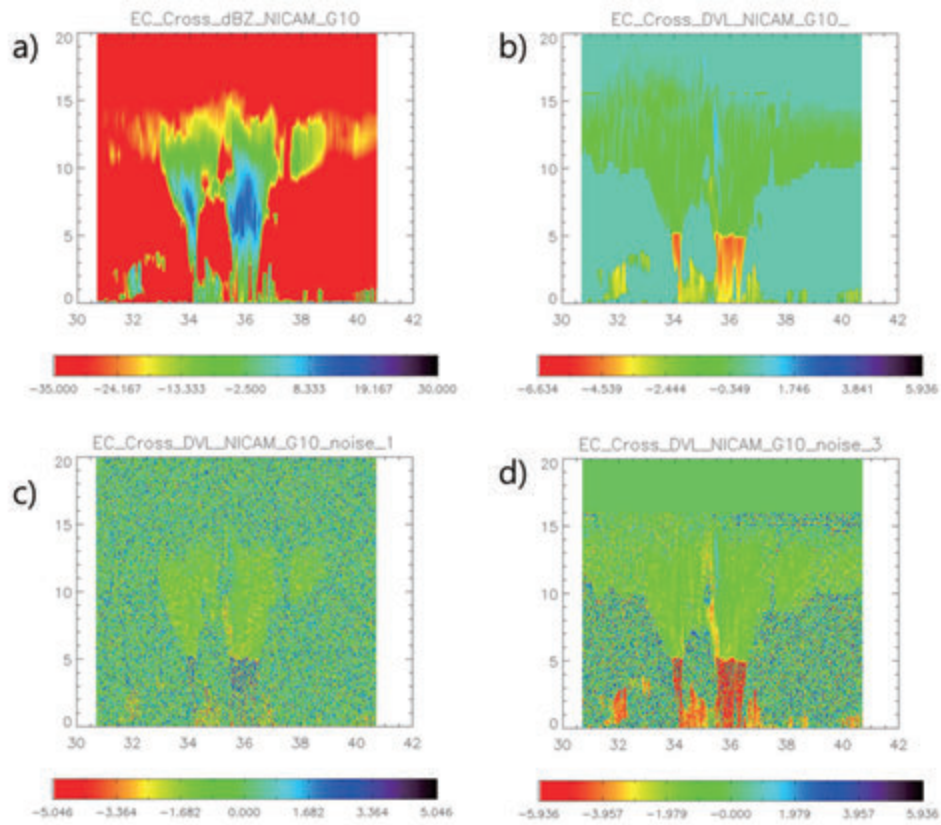 a)
EC_Cross_dBZ_NICAM_G10
20
15
10
5
0
30 32 34 36 38 40 42
-35.000 -24.167 -13.333 -2.500 8.333 19.167 30.000
b)
EC_Cross_DVL_NICAM_G10_
20
15
10
5
0
30 32 34 36 38 40 42
-6.634 -4.539 -2.444 -0.349 1.746 3.841 5.936
c)
EC_Cross_DVL_NICAM_G10_noise_1
20
15
10
5
0
30 32 34 36 38 40 42
-5.046 -3.364 -1.682 0.000 1.682 3.364 5.046
d)
EC_Cross_DVL_NICAM_G10_noise_3
20
15
10
5
0
30 32 34 36 38 40 42
-5.936 -3.957 -1.979 -0.000 1.979 3.957 5.936